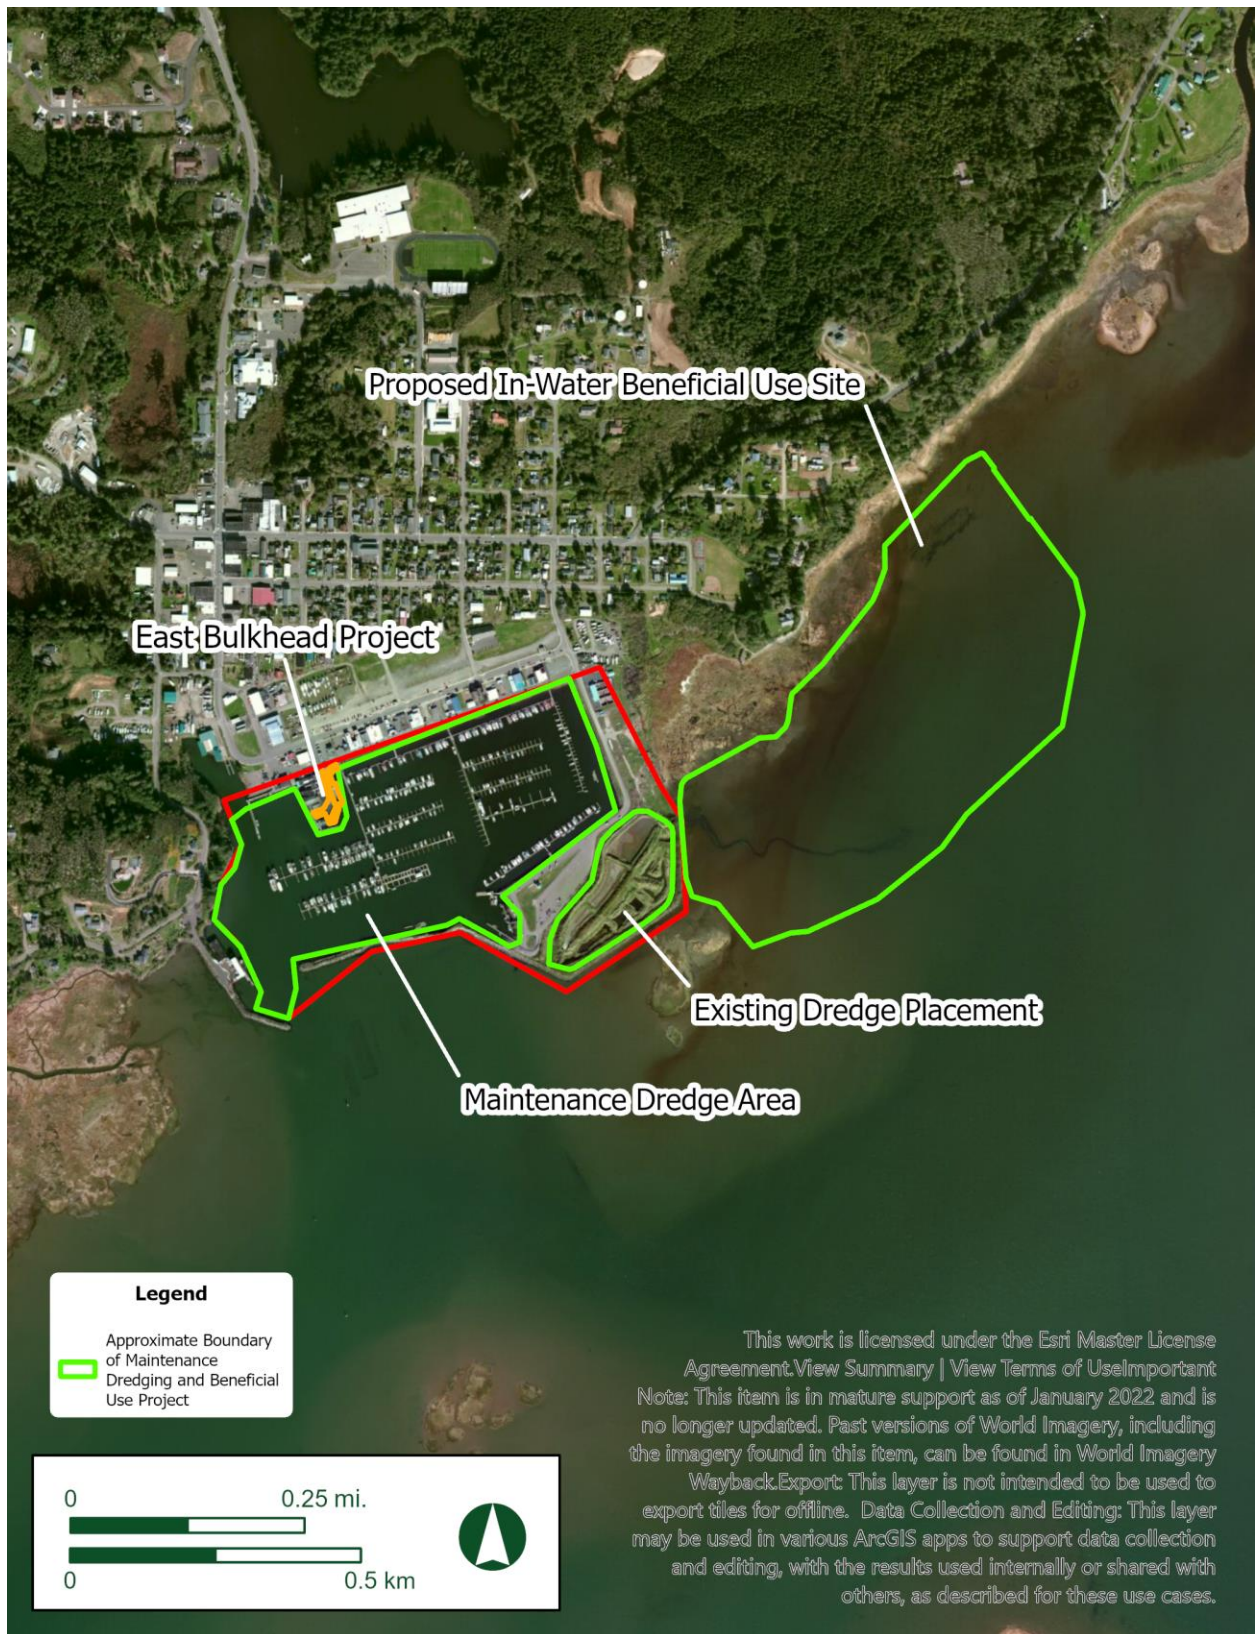 Proposed In-Water Beneficial Use Site
East Bulkhead Project
Existing Dredge Placement
Maintenance Dredge Area
Legend
Approximate Boundary
of Maintenance
Dredging and Beneficial
Use Project
This work is licensed under the Esri Master License
Agreement.View Summary | View Terms of UseImportant
Note: This item is in mature support as of January 2022 and is
no longer updated. Past versions of World Imagery, including
the imagery found in this item, can be found in World Imagery
Wayback.Export: This layer is not intended to be used to
export tiles for offline. Data Collection and Editing: This layer
may be used in various ArcGIS apps to support data collection
and editing, with the results used internally or shared with
others, as described for these use cases.
0 0.25 mi.
0 0.5 km